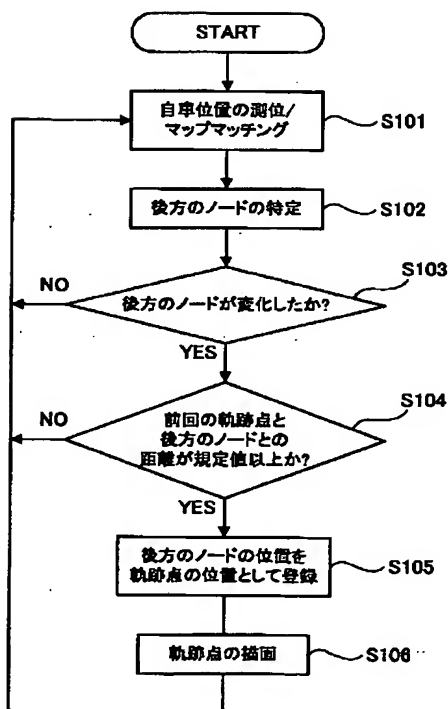 START
自車位置の測位/
マップマッチング
S101
後方のノードの特定
S102
S103
NO
後方のノードが変化したか?
YES
S104
NO
前回の軌跡点と
後方のノードとの
距離が規定値以上か?
YES
後方のノードの位置を
軌跡点の位置として登録
S105
軌跡点の描画
S106